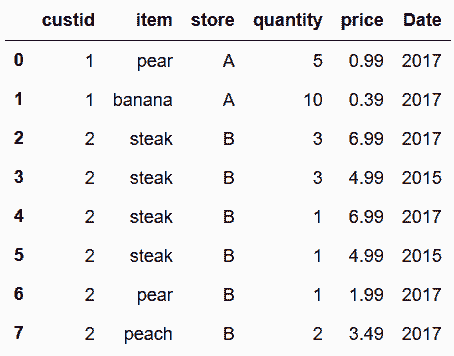 custid item store quantity price Date
0 1 pear A 5 0.99 2017
1 1 banana A 10 0.39 2017
2 2 steak B 3 6.99 2017
3 2 steak B 3 4.99 2015
4 2 steak B 1 6.99 2017
5 2 steak B 1 4.99 2015
6 2 pear B 1 1.99 2017
7 2 peach B 2 3.49 2017